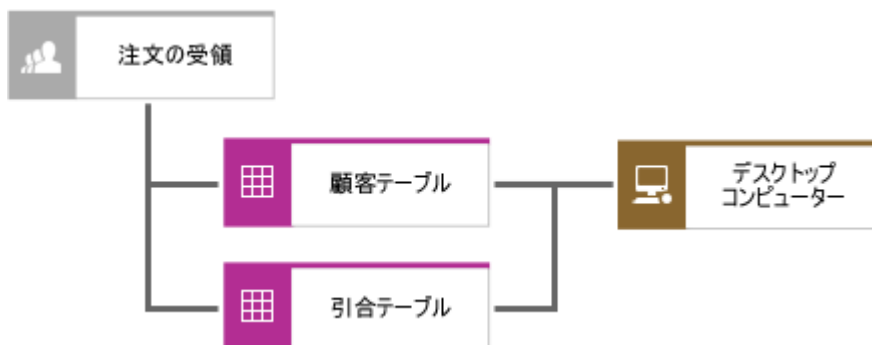 注文の受領
顧客テーブル
デスクトップ
コンピューター
引合テーブル